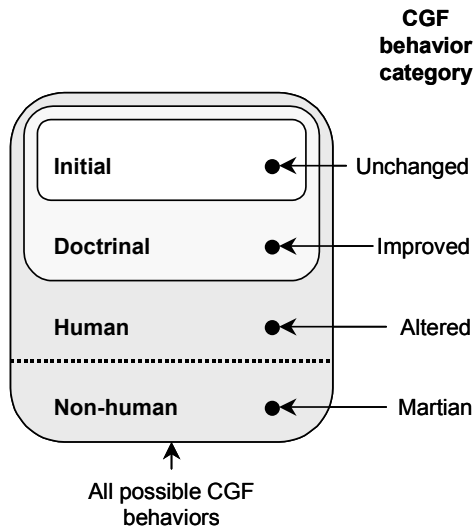 CGF
behavior
category
Initial
Unchanged
Doctrinal
Improved
Human
Altered
Non-human
Martian
All possible CGF
behaviors